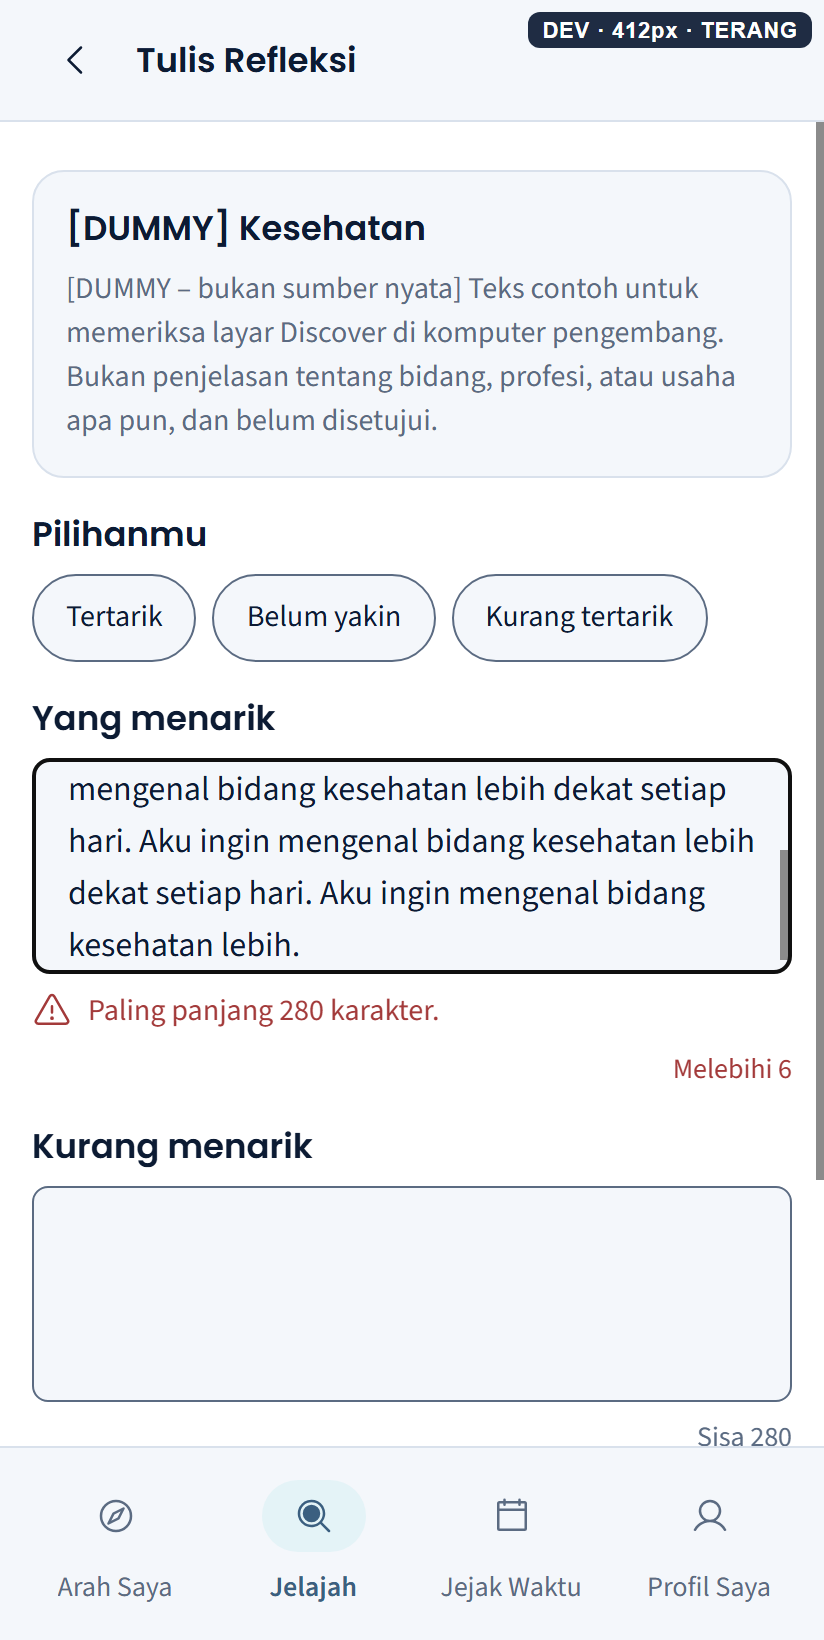 DEV · 412px · TERANG
Tulis Refleksi
[DUMMY] Kesehatan
[DUMMY – bukan sumber nyata] Teks contoh untuk
memeriksa layar Discover di komputer pengembang.
Bukan penjelasan tentang bidang, profesi, atau usaha
apa pun, dan belum disetujui.
Pilihanmu
Tertarik
Belum yakin
Kurang tertarik
Yang menarik
mengenal bidang kesehatan lebih dekat setiap
hari. Aku ingin mengenal bidang kesehatan lebih
dekat setiap hari. Aku ingin mengenal bidang
kesehatan lebih.
Paling panjang 280 karakter.
Melebihi 6
Kurang menarik
Sisa 280
Arah Saya
Jelajah
Jejak Waktu
Profil Saya